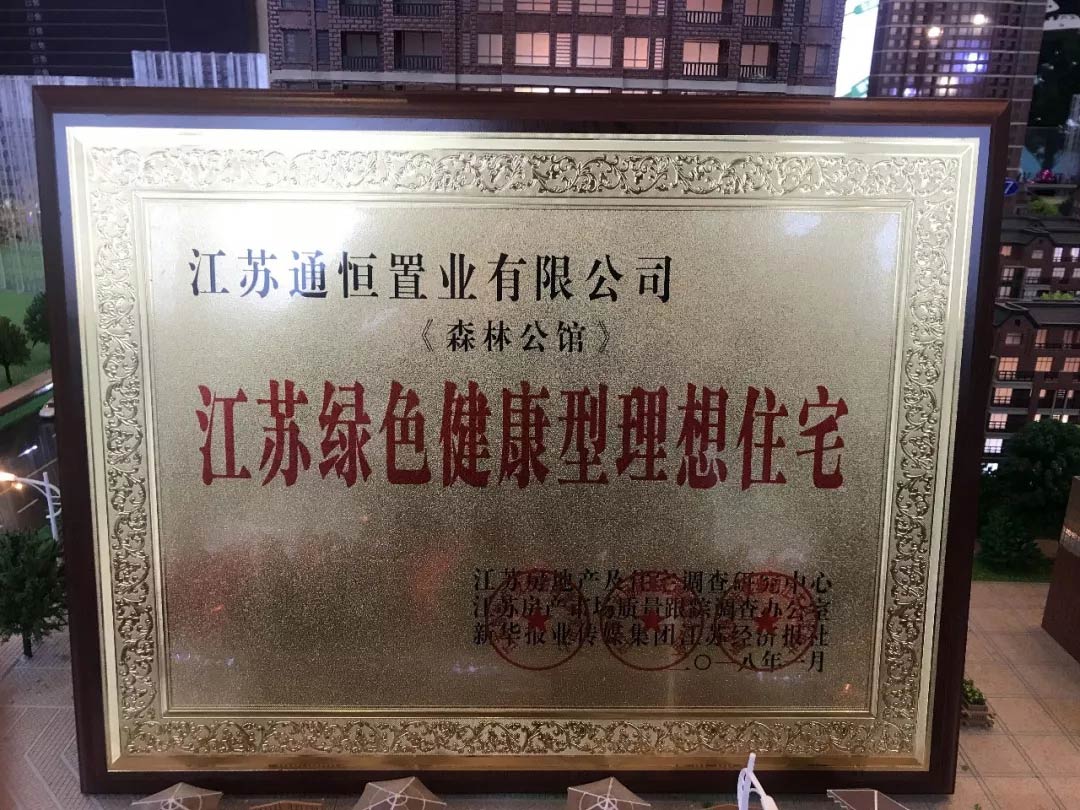 江苏通恒置业有限公司
《森林公馆》
江苏绿色健康型理想住宅
江苏房地产及住宅调查研究中心
江苏房产市场质量跟踪调查办公室
新华报业传媒集团江苏经济报社
二〇一八年一月
7